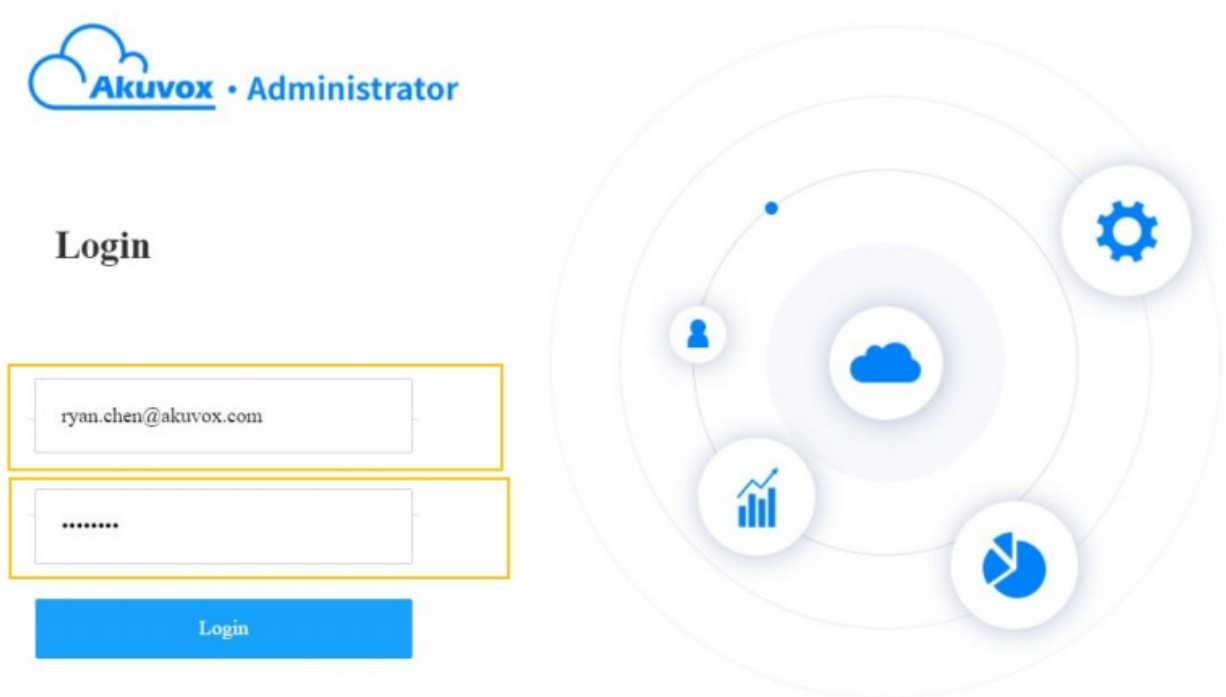 Akuvox • Administrator
Login
ryan.chen@akuvox.com
••••••••
Login